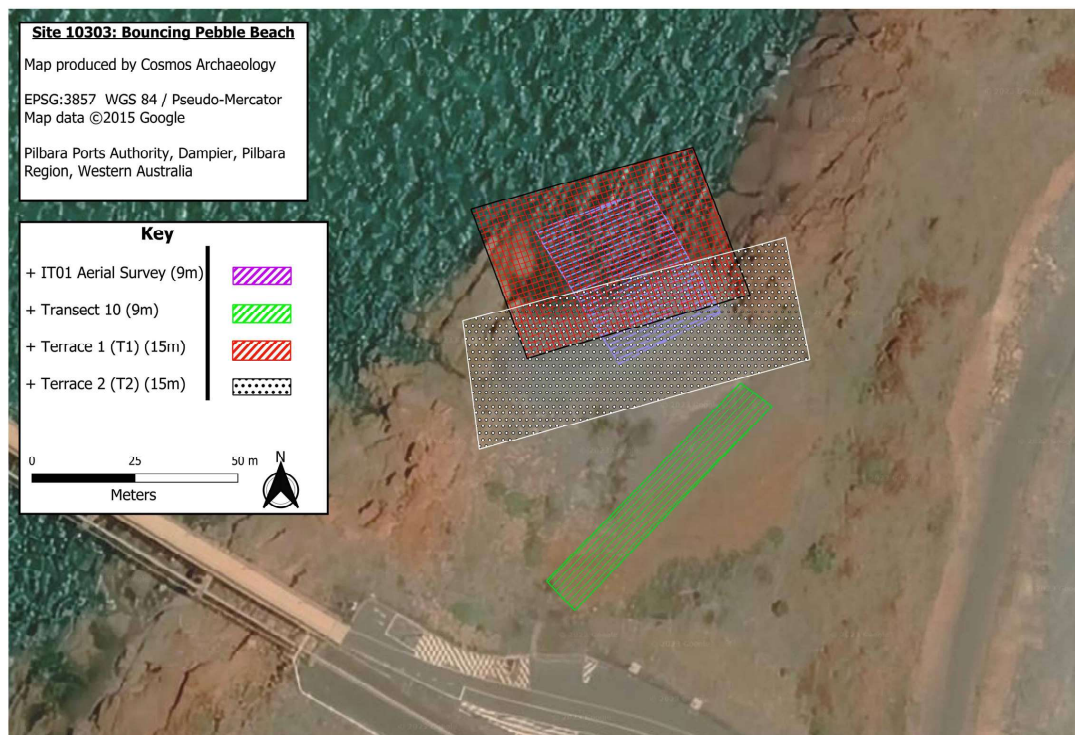 Site 10303: Bouncing Pebble Beach
Map produced by Cosmos Archaeology
EPSG:3857 WGS 84 / Pseudo-Mercator
Map data ©2015 Google
Pilbara Ports Authority, Dampier, Pilbara
Region, Western Australia
Key
+ IT01 Aerial Survey (9m)
+ Transect 10 (9m)
+ Terrace 1 (T1) (15m)
+ Terrace 2 (T2) (15m)
0 25 50 m
Meters
N